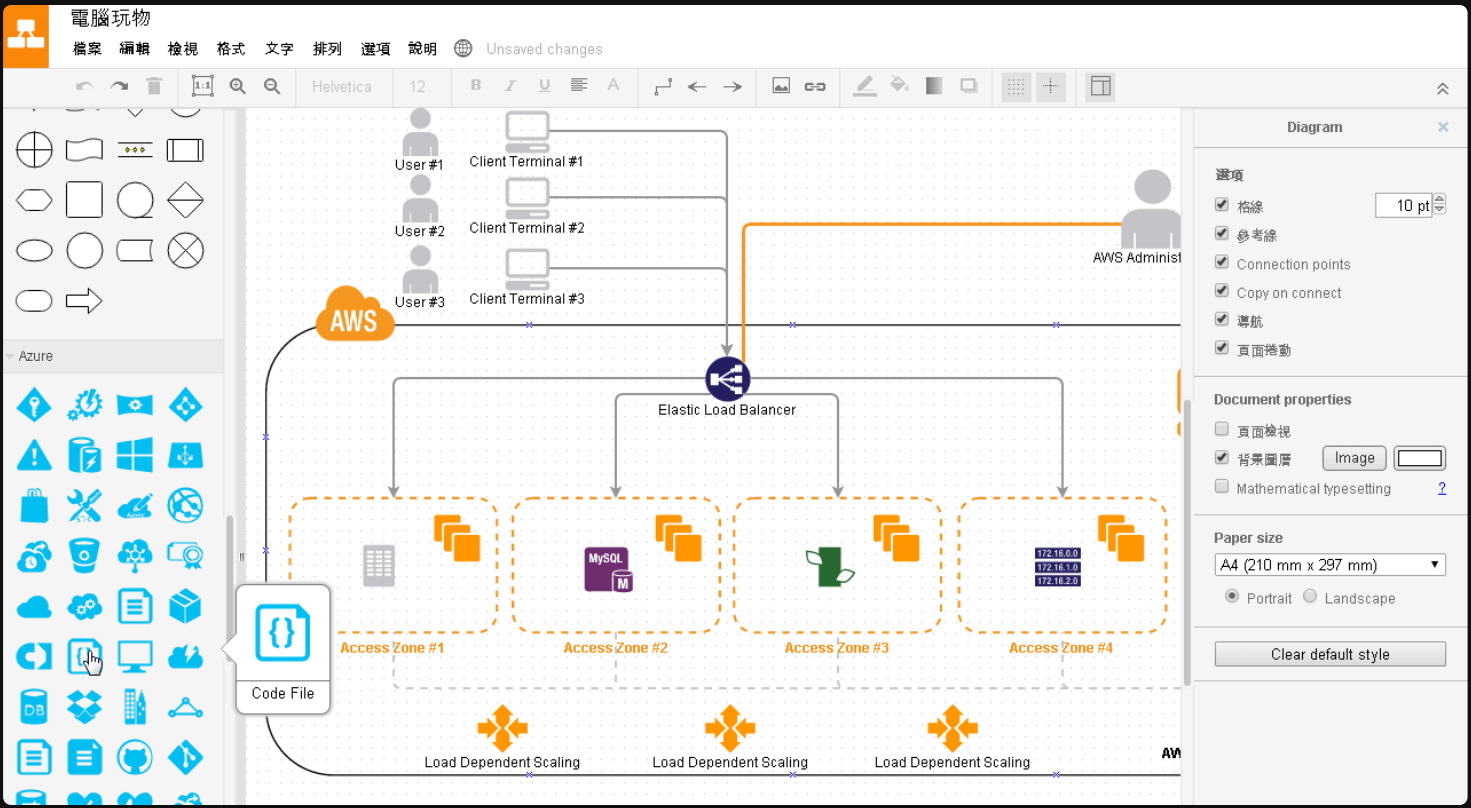 電腦玩物
檔案 編輯 檢視 格式 文字 排列 選項 說明 Unsaved changes
1:1 Helvetica 12 B I U A
Diagram
選項
格線 10 pt
參考線
Connection points
Copy on connect
導航
頁面捲動
Document properties
頁面檢視
背景圖層 Image
Mathematical typesetting ?
Paper size
A4 (210 mm x 297 mm)
Portrait Landscape
Clear default style
Azure
DB
Code File
{}
User #1 Client Terminal #1
User #2 Client Terminal #2
User #3 Client Terminal #3
AWS Administ
AWS
Elastic Load Balancer
MySQL
M
172.16.0.0
172.16.1.0
172.16.2.0
Access Zone #1 Access Zone #2 Access Zone #3 Access Zone #4
Load Dependent Scaling Load Dependent Scaling Load Dependent Scaling
AW